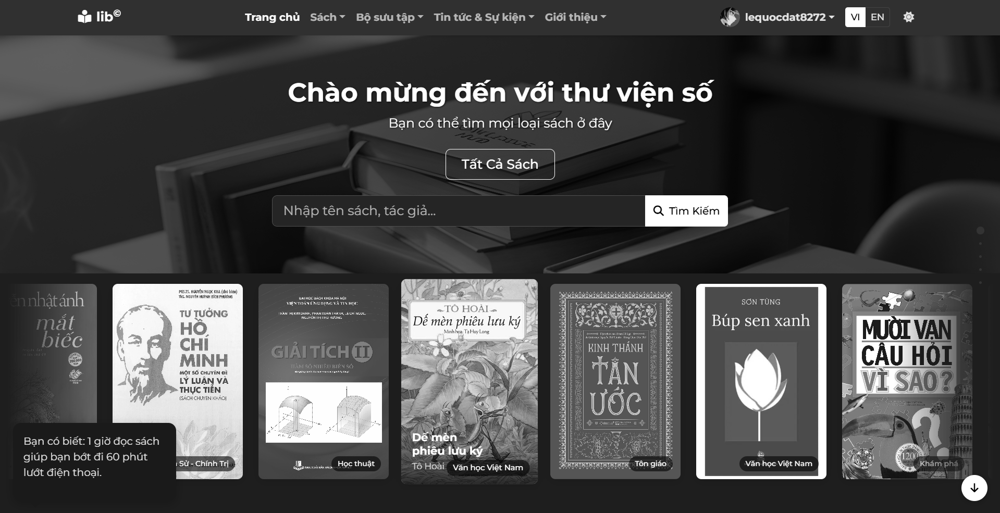 lib©
Trang chủ
Sách
Bộ sưu tập
Tin tức & Sự kiện
Giới thiệu
lequocdat8272
VI
EN
Chào mừng đến với thư viện số
Bạn có thể tìm mọi loại sách ở đây
Tất Cả Sách
Nhập tên sách, tác giả...
Tìm Kiếm
nhật ánh
mắt
biếc
PGS.TS. NGUYỄN NGỌC KHA (chủ biên)
ThS. NGUYỄN HUỲNH BÍCH PHƯƠNG
TƯ TƯỞNG
HỒ
CHÍ
MINH
MỘT SỐ CHUYÊN ĐỀ
LÝ LUẬN VÀ
THỰC TIỄN
(SÁCH CHUYÊN KHẢO)
Sử - Chính Trị
ĐẠI HỌC BÁCH KHOA HÀ NỘI
VIỆN TOÁN ỨNG DỤNG VÀ TIN HỌC
GIẢI TÍCH II
HÀM SỐ NHIỀU BIẾN SỐ
NHÀ XUẤT BẢN BÁCH KHOA HÀ NỘI
Học thuật
TÔ HOÀI
Dế mèn phiêu lưu ký
Minh họa: Tạ Huy Long
Dế mèn
phiêu lưu ký
Tô Hoài
Văn học Việt Nam
KINH THÁNH
TÂN
ƯỚC
Tôn giáo
SƠN TÙNG
Búp sen xanh
Văn học Việt Nam
MƯỜI VẠN
CÂU HỎI
VÌ SAO?
1200
Khám phá
Bạn có biết: 1 giờ đọc sách
giúp bạn bớt đi 60 phút
lướt điện thoại.